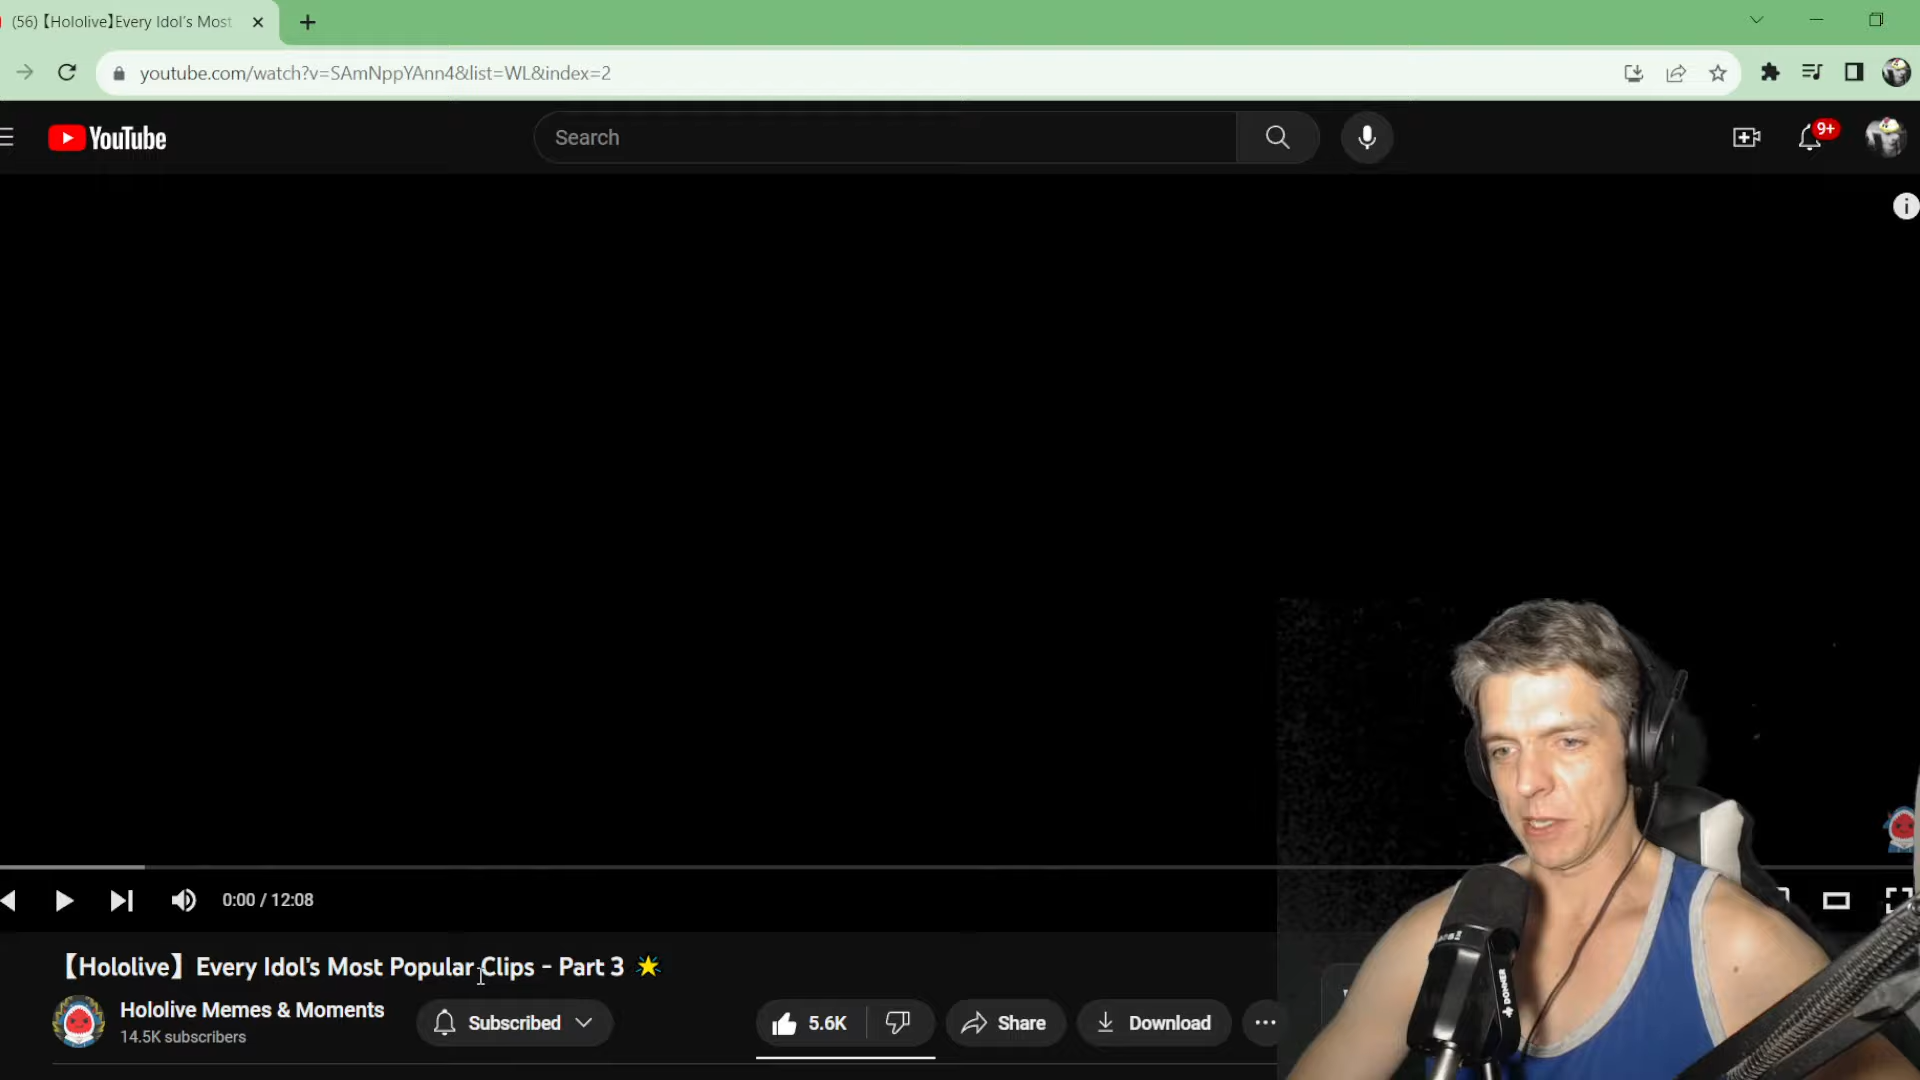 (56)【Hololive】Every Idol's Most
youtube.com/watch?v=SAmNppYAnn4&list=WL&index=2
YouTube
Search
9+
0:00 / 12:08
【Hololive】 Every Idol's Most Popular Clips - Part 3
Hololive Memes & Moments
14.5K subscribers
Subscribed
5.6K
Share
Download
DONNER